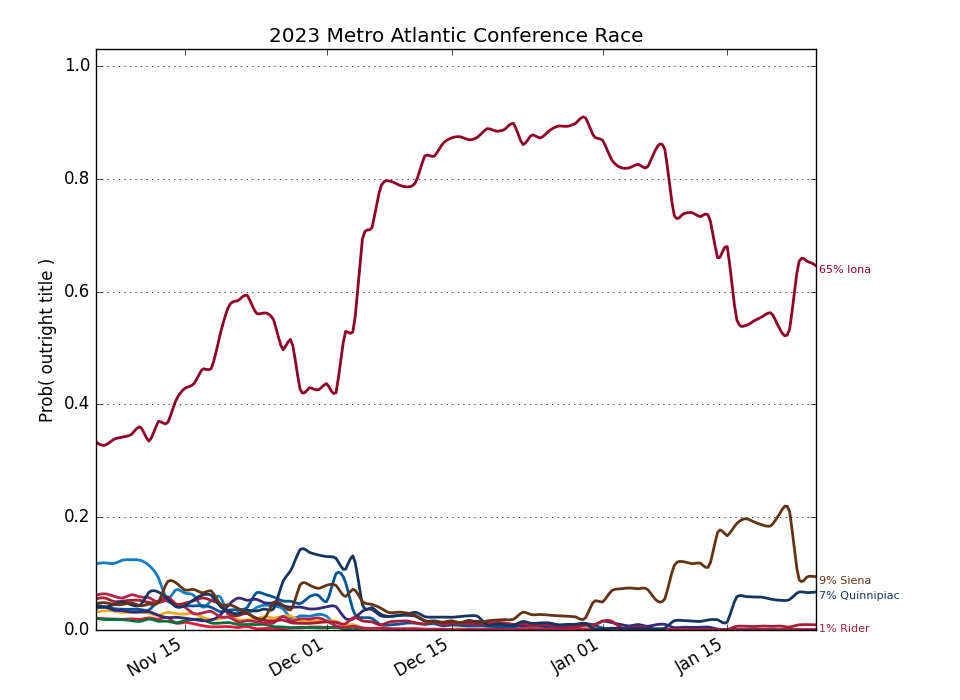 2023 Metro Atlantic Conference Race
Prob( outright title )
1.0
0.8
0.6
0.4
0.2
0.0
65% Iona
9% Siena
7% Quinnipiac
1% Rider
Nov 15
Dec 01
Dec 15
Jan 01
Jan 15